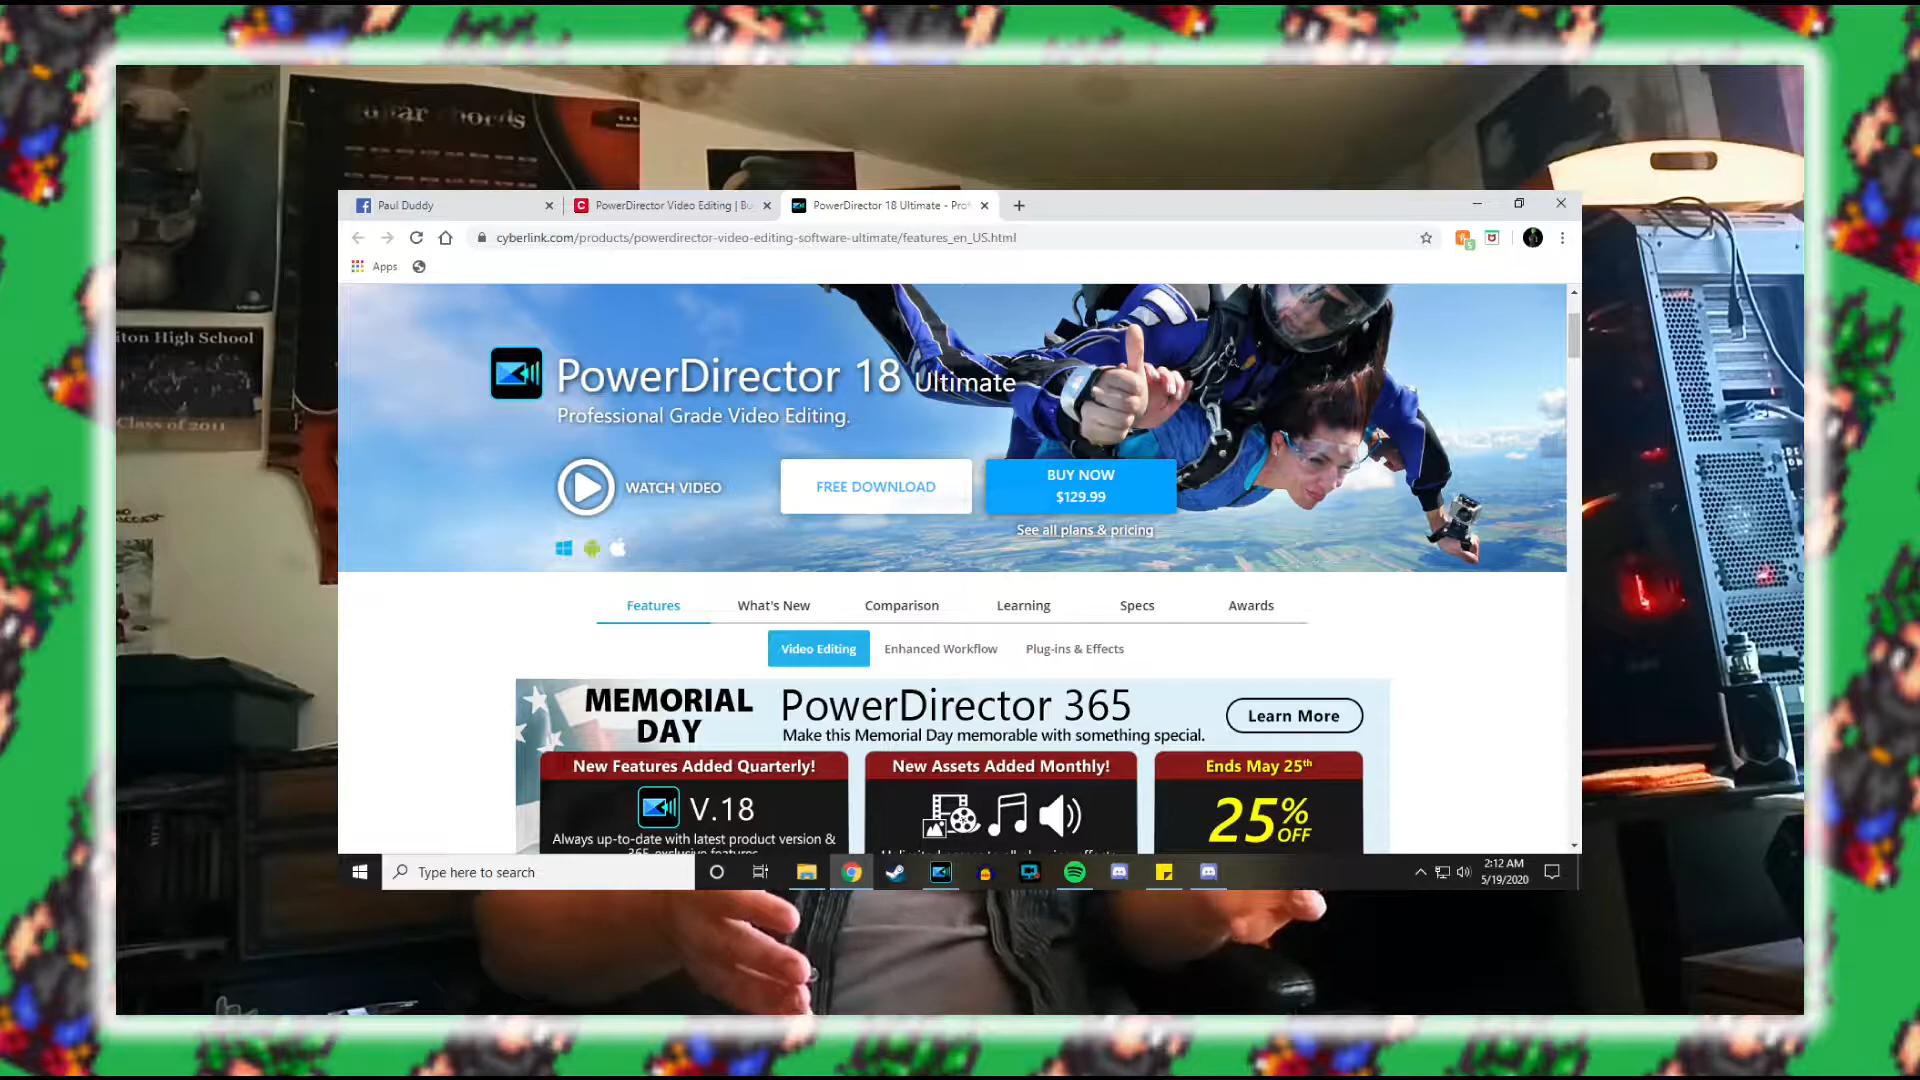 Paul Duddy
PowerDirector Video Editing | Bu
PowerDirector 18 Ultimate - Prof
cyberlink.com/products/powerdirector-video-editing-software-ultimate/features_en_US.html
Apps
iton High School
Class of 2011
PowerDirector 18 Ultimate
Professional Grade Video Editing.
WATCH VIDEO
FREE DOWNLOAD
BUY NOW
$129.99
See all plans & pricing
Features
What's New
Comparison
Learning
Specs
Awards
Video Editing
Enhanced Workflow
Plug-ins & Effects
MEMORIAL
DAY
PowerDirector 365
Make this Memorial Day memorable with something special.
Learn More
New Features Added Quarterly!
V.18
Always up-to-date with latest product version &
New Assets Added Monthly!
Ends May 25th
25% OFF
Type here to search
2:12 AM
5/19/2020